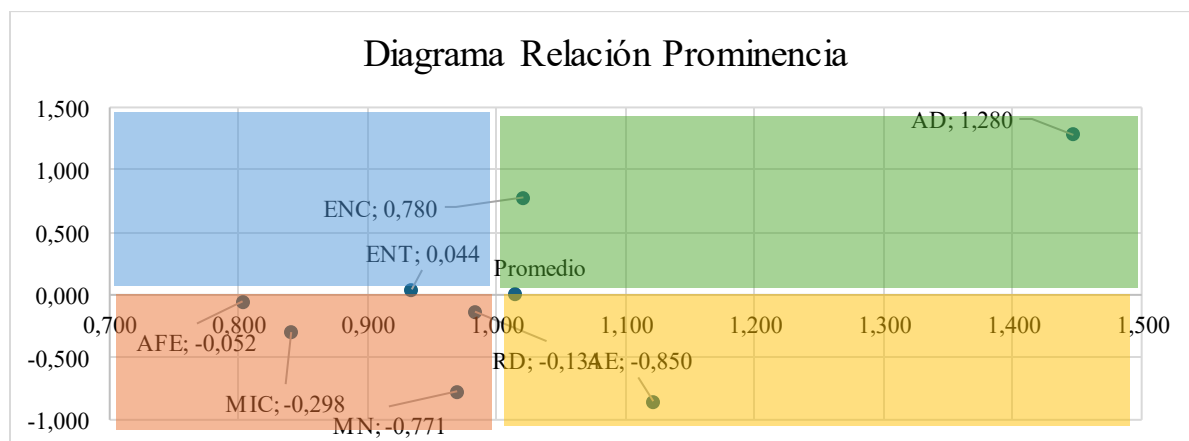 Diagrama Relación Prominencia
1,500
AD; 1,280
1,000
ENC; 0,780
0,500
ENT; 0,044
Promedio
0,000
0,700 0,800 0,900 1,000 1,100 1,200 1,300 1,400 1,500
AFE; -0,052
-0,500
RD; -0,134
AE; -0,850
MIC; -0,298
-1,000
MN; -0,771